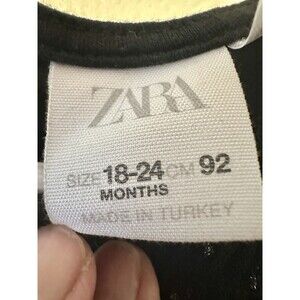 ZARA
SIZE 18-24 CM 92
MONTHS
MADE IN TURKEY